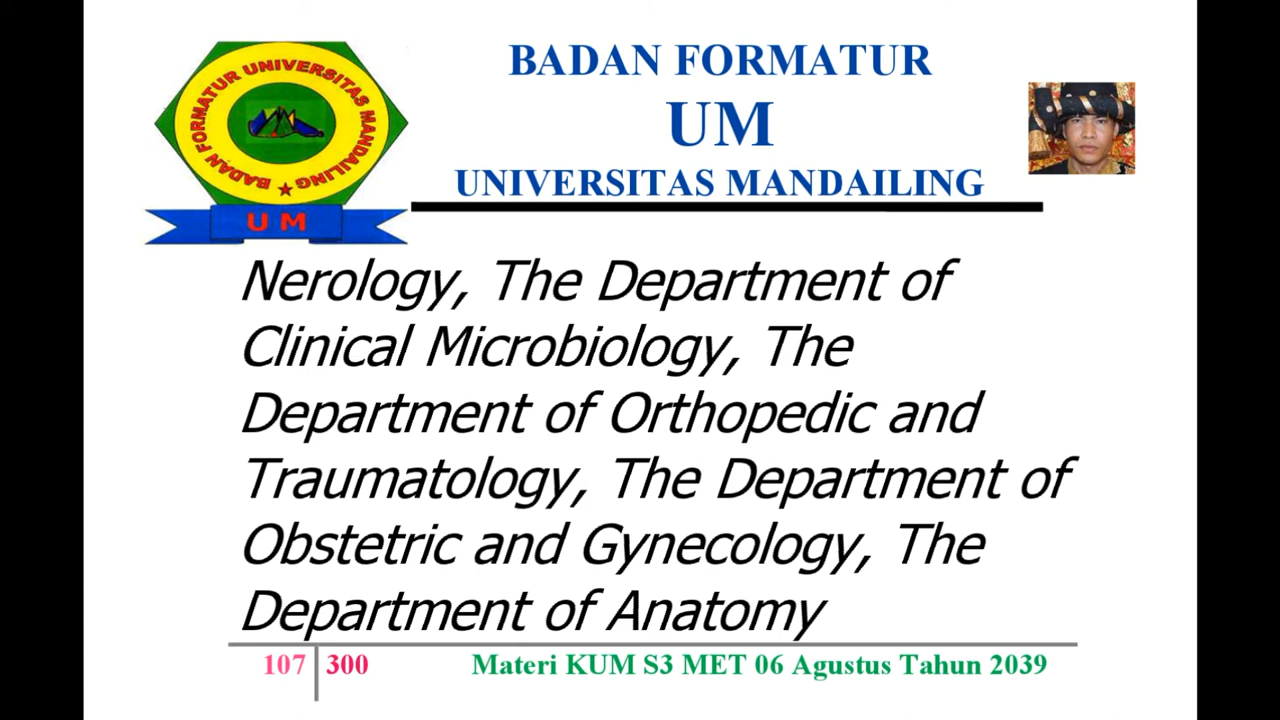 BADAN FORMATUR UNIVERSITAS MANDAILING
UM
BADAN FORMATUR
UM
UNIVERSITAS MANDAILING
Nerology, The Department of
Clinical Microbiology, The
Department of Orthopedic and
Traumatology, The Department of
Obstetric and Gynecology, The
Department of Anatomy
107 300 Materi KUM S3 MET 06 Agustus Tahun 2039